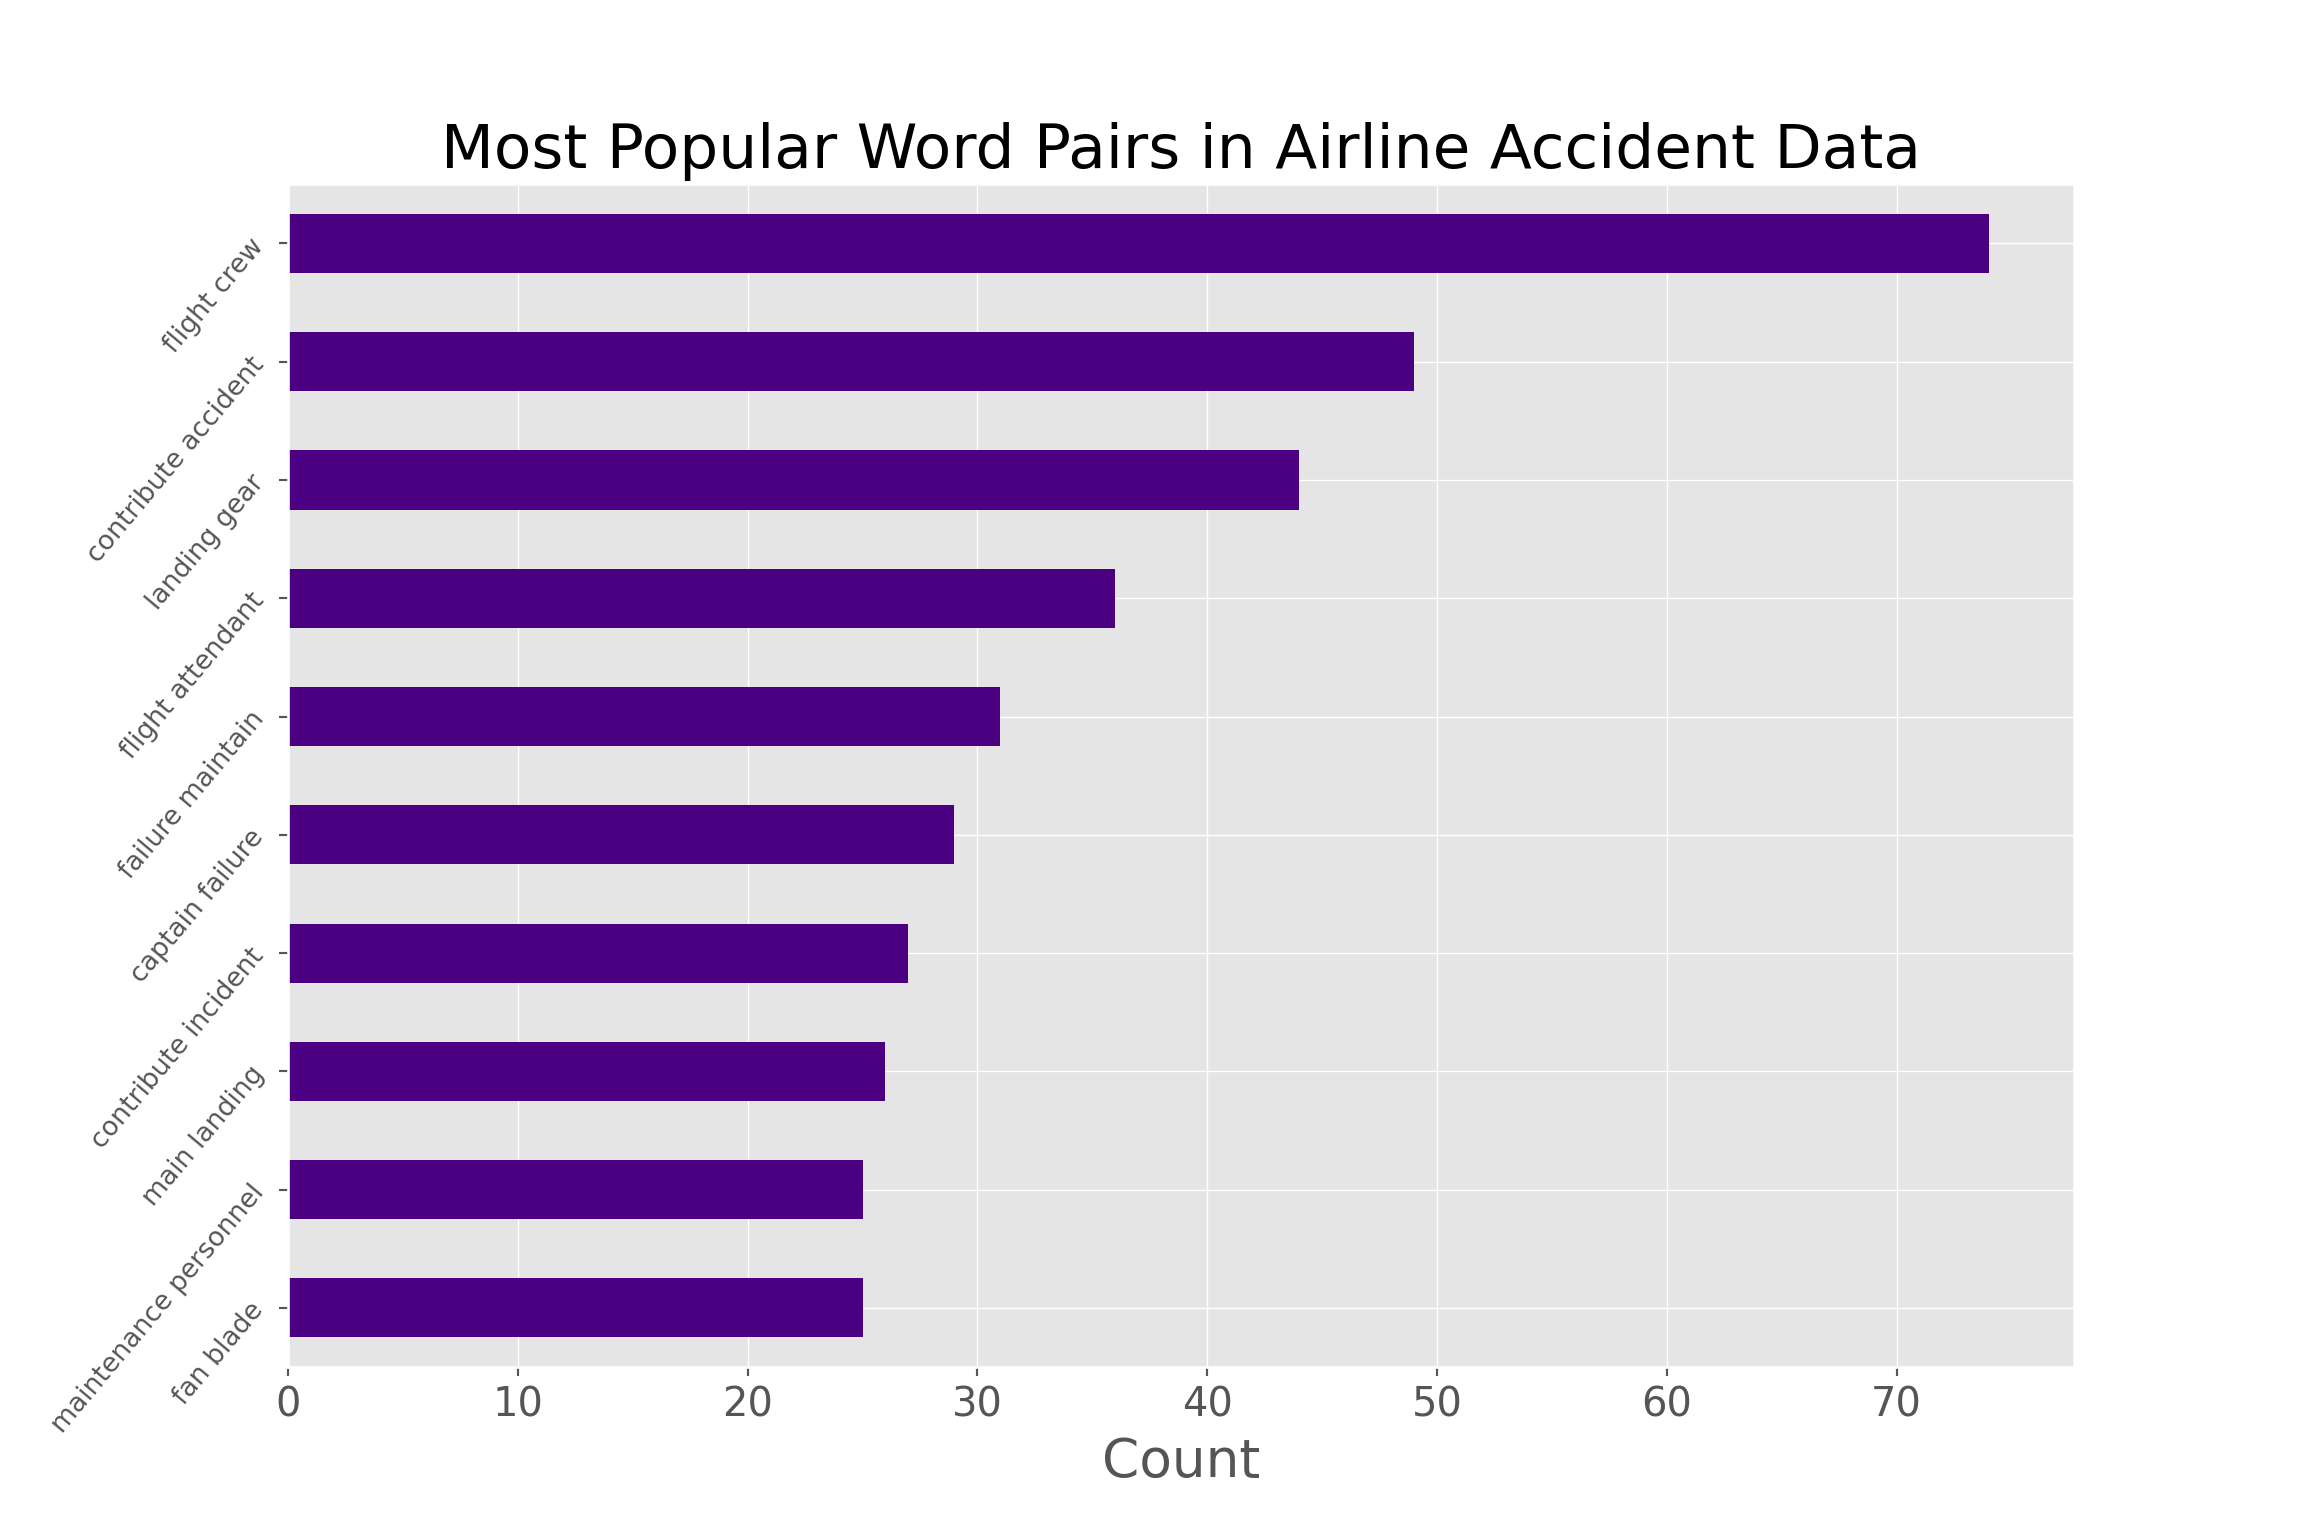 Most Popular Word Pairs in Airline Accident Data
flight crew
contribute accident
landing gear
flight attendant
failure maintain
captain failure
contribute incident
main landing
maintenance personnel
fan blade
0 10 20 30 40 50 60 70
Count